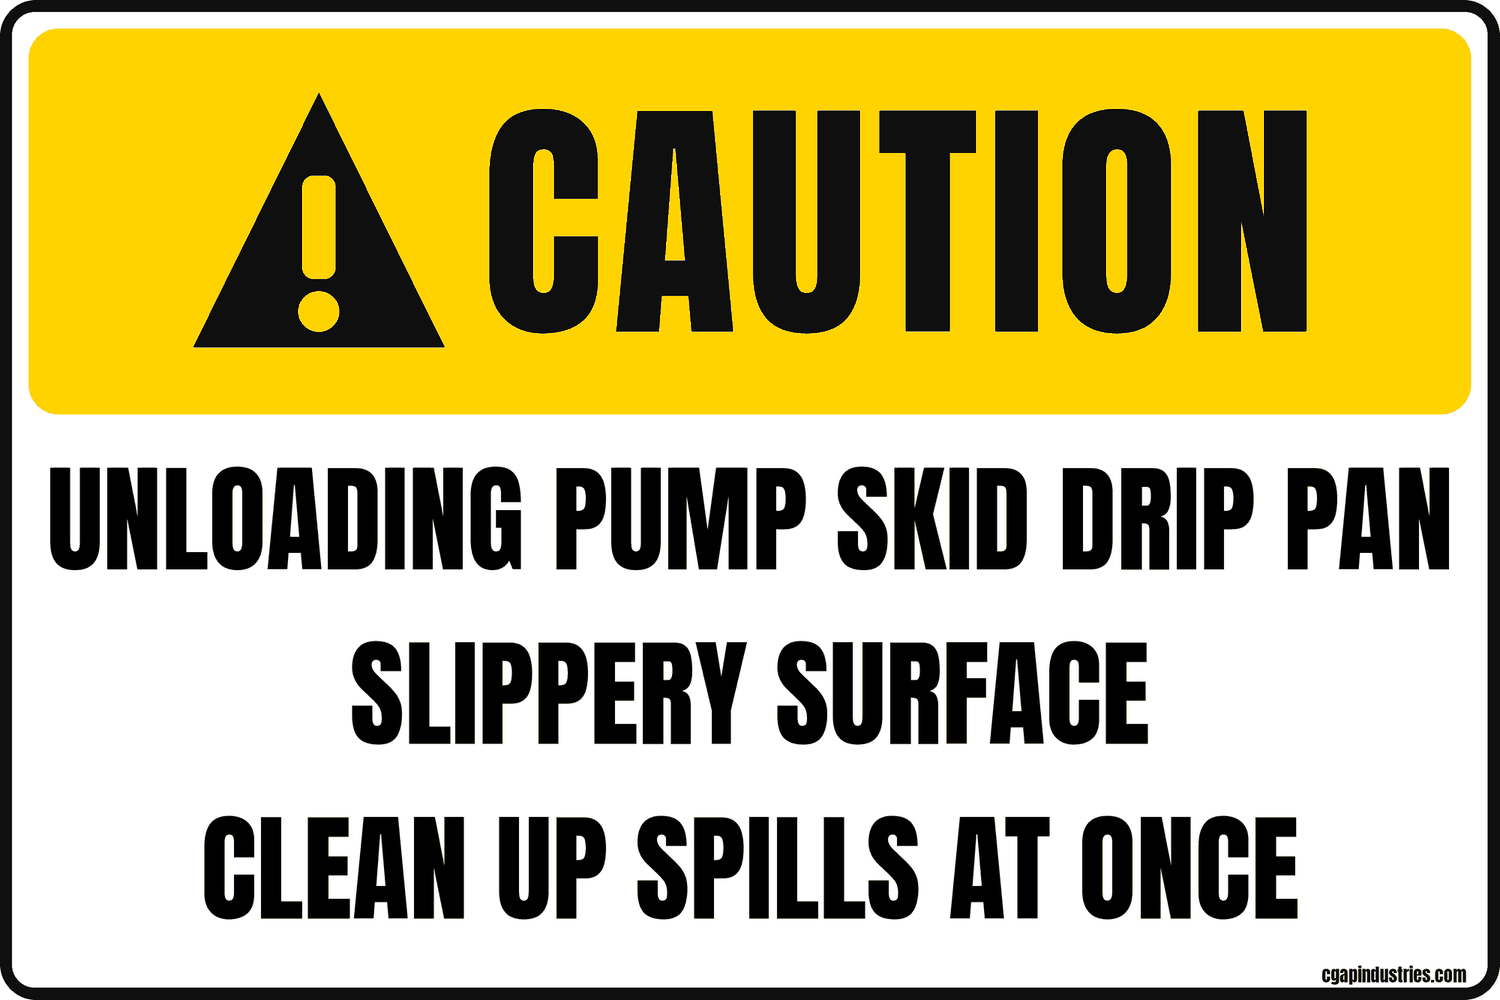 CAUTION
UNLOADING PUMP SKID DRIP PAN
SLIPPERY SURFACE
CLEAN UP SPILLS AT ONCE
cgapindustries.com